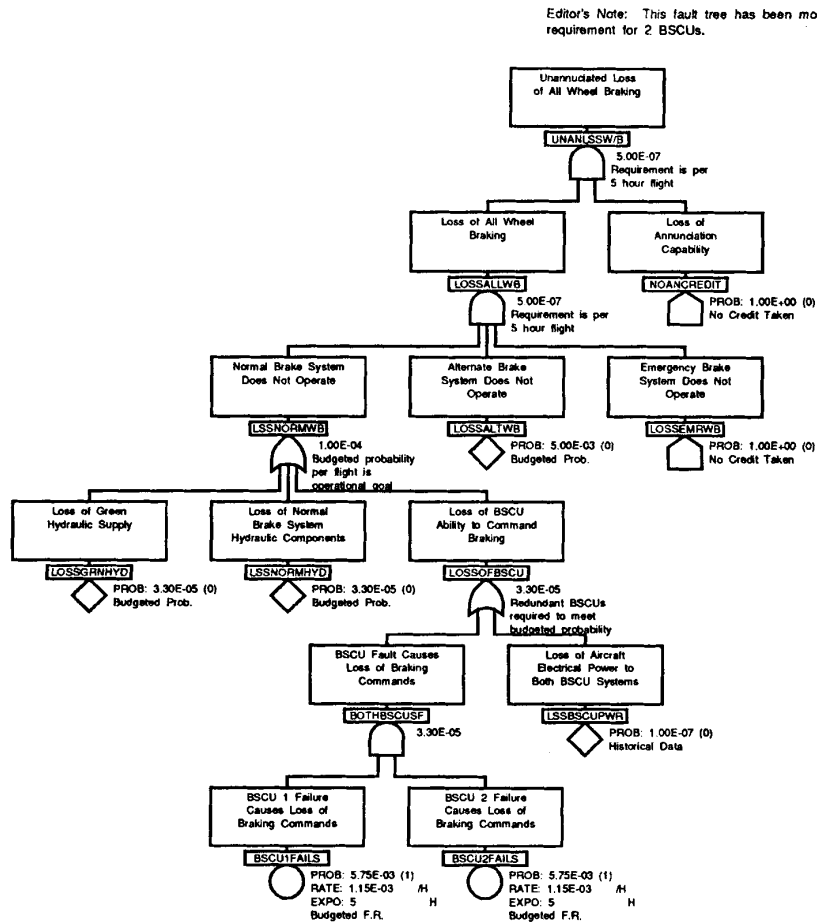 Editor's Note: This fault tree has been mo
requirement for 2 BSCUs.
Unannuciated Loss
of All Wheel Braking
UNANLSSW/B
5.00E-07
Requirement is per
5 hour flight
Loss of All Wheel
Braking
LOSSALLWB
5.00E-07
Requirement is per
5 hour flight
Loss of
Annunciation
Capability
NOANCREDIT
PROB: 1.00E+00 (0)
No Credit Taken
Normal Brake System
Does Not Operate
LSSNORMWB
1.00E-04
Budgeted probability
per flight is
operational goal
Alternate Brake
System Does Not
Operate
LOSSALTWB
PROB: 5.00E-03 (0)
Budgeted Prob.
Emergency Brake
System Does Not
Operate
LOSSEMRWB
PROB: 1.00E+00 (0)
No Credit Taken
Loss of Green
Hydraulic Supply
LOSSGRNHYD
PROB: 3.30E-05 (0)
Budgeted Prob.
Loss of Normal
Brake System
Hydraulic Components
LSSNORMHYD
PROB: 3.30E-05 (0)
Budgeted Prob.
Loss of BSCU
Ability to Command
Braking
LOSSOFBSCU
3.30E-05
Redundant BSCUs
required to meet
budgeted probability
BSCU Fault Causes
Loss of Braking
Commands
BOTHBSCUSF
3.30E-05
Loss of Aircraft
Electrical Power to
Both BSCU Systems
LSSBSCUPWR
PROB: 1.00E-07 (0)
Historical Data
BSCU 1 Failure
Causes Loss of
Braking Commands
BSCU1FAILS
PROB: 5.75E-03 (1)
RATE: 1.15E-03 /H
EXPO: 5 H
Budgeted F.R.
BSCU 2 Failure
Causes Loss of
Braking Commands
BSCU2FAILS
PROB: 5.75E-03 (1)
RATE: 1.15E-03 /H
EXPO: 5 H
Budgeted F.R.